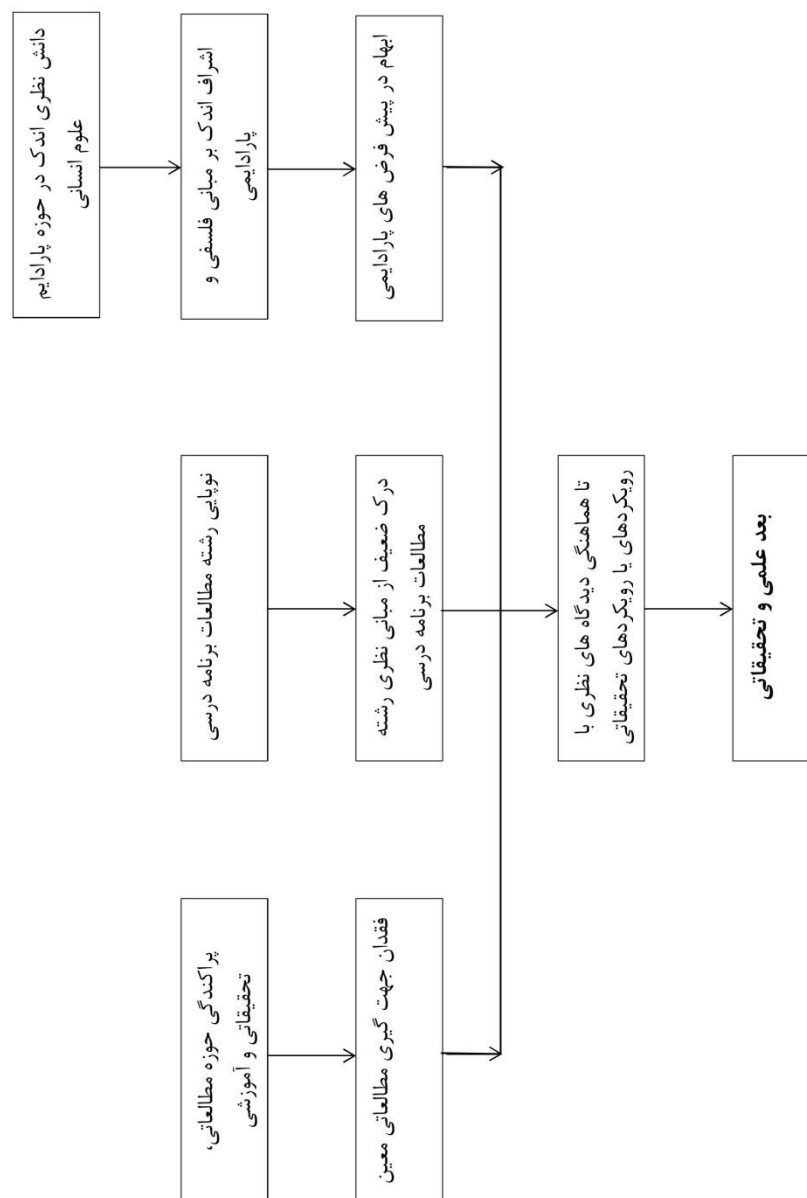 دانش نظری اندک در حوزه پارادایم
علوم انسانی
اشراف اندک بر مبانی فلسفی و
پارادایمی
ابهام در پیش فرض های پارادایمی
نوپایی رشته مطالعات برنامه درسی
درک ضعیف از مبانی نظری رشته
مطالعات برنامه درسی
پراکندگی حوزه مطالعاتی،
تحقیقاتی و آموزشی
فقدان جهت گیری مطالعاتی معین
تا هماهنگی دیدگاه های نظری با
رویکردهای یا رویکردهای تحقیقاتی
بعد علمی و تحقیقاتی